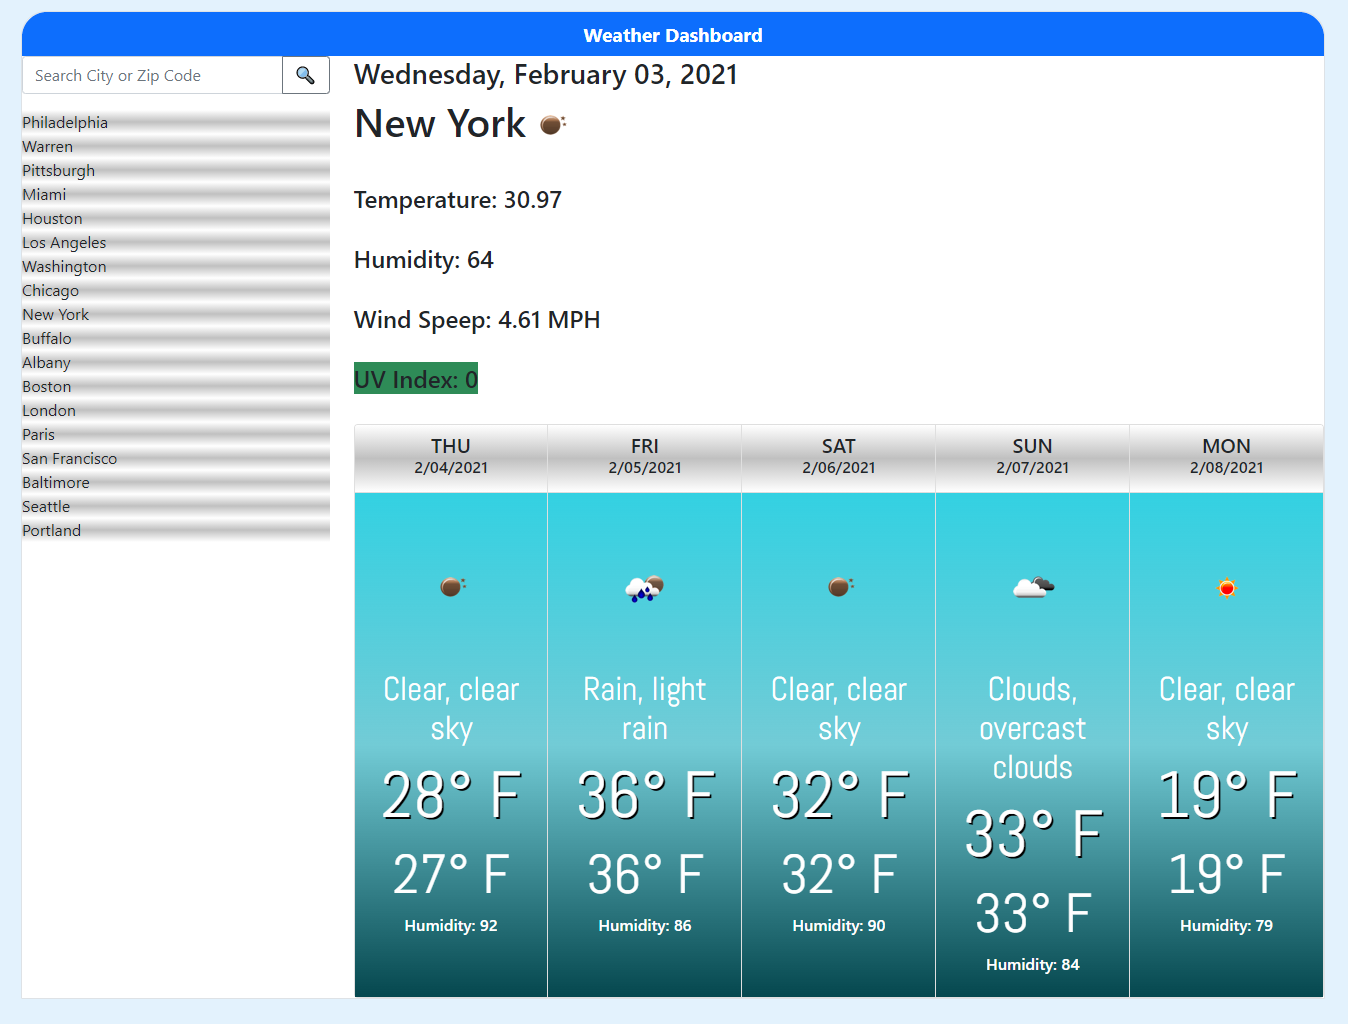 Weather Dashboard
Search City or Zip Code
Philadelphia
Warren
Pittsburgh
Miami
Houston
Los Angeles
Washington
Chicago
New York
Buffalo
Albany
Boston
London
Paris
San Francisco
Baltimore
Seattle
Portland
Wednesday, February 03, 2021
New York
Temperature: 30.97
Humidity: 64
Wind Speep: 4.61 MPH
UV Index: 0
THU
2/04/2021
Clear, clear
sky
28° F
27° F
Humidity: 92
FRI
2/05/2021
Rain, light
rain
36° F
36° F
Humidity: 86
SAT
2/06/2021
Clear, clear
sky
32° F
32° F
Humidity: 90
SUN
2/07/2021
Clouds,
overcast
clouds
33° F
33° F
Humidity: 84
MON
2/08/2021
Clear, clear
sky
19° F
19° F
Humidity: 79